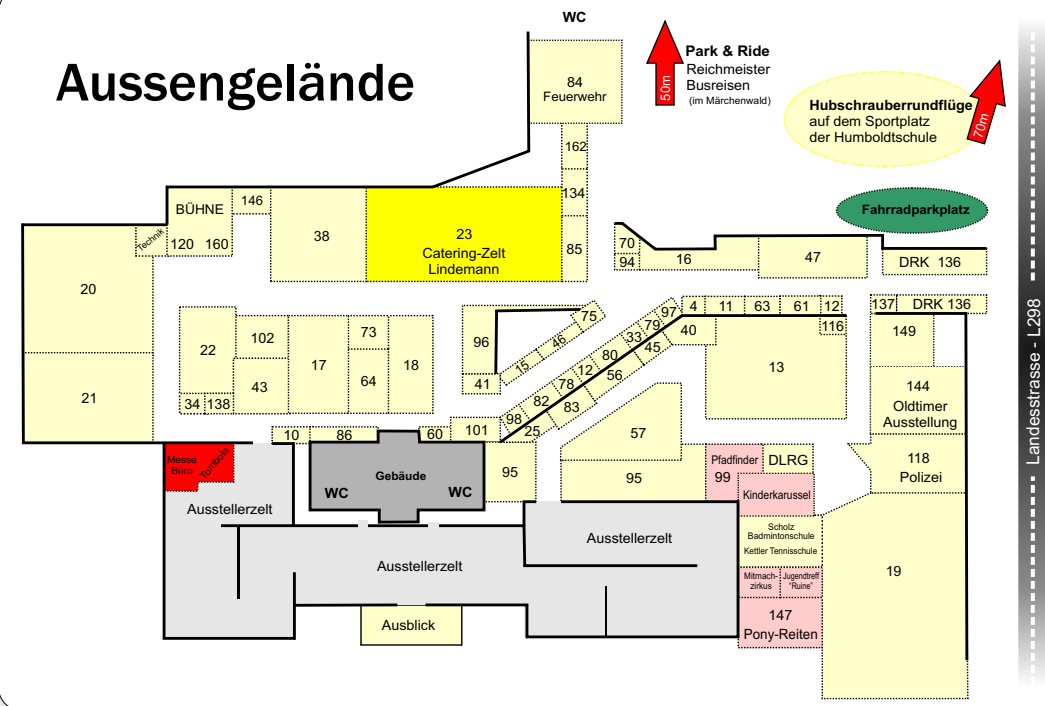 WC
Aussengelände
50m
Park & Ride
Reichmeister
Busreisen
(im Märchenwald)
Hubschrauberrundflüge
auf dem Sportplatz
der Humboldtschule
70m
Landesstrasse - L298
84
Feuerwehr
162
134
85
BÜHNE
146
Technik
120 160
38
23
Catering-Zelt
Lindemann
Fahrradparkplatz
70
94
16
47
DRK 136
20
21
22
102
43
34
138
17
73
64
18
96
41
75
46
15
97
79
33
80
12
78
82
98
4
11
63
61
12
116
137
DRK 136
149
40
45
56
83
25
13
144
Oldtimer
Ausstellung
118
Polizei
10
86
60
101
57
95
95
Messe
Büro
Tombola
Gebäude
WC
WC
Pfadfinder
99
DLRG
Kinderkarussel
Ausstellerzelt
Ausstellerzelt
Ausstellerzelt
Scholz
Badmintonschule
Kettler Tennisschule
Mitmach-
zirkus
Jugendtreff
"Ruine"
147
Pony-Reiten
19
Ausblick